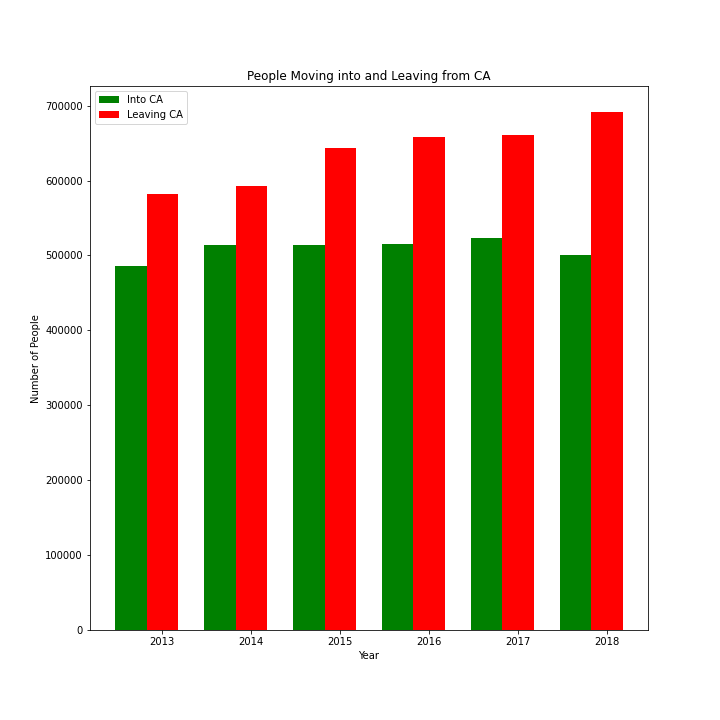 People Moving into and Leaving from CA
Into CA
Leaving CA
700000
600000
500000
400000
300000
200000
100000
0
Number of People
2013 2014 2015 2016 2017 2018
Year